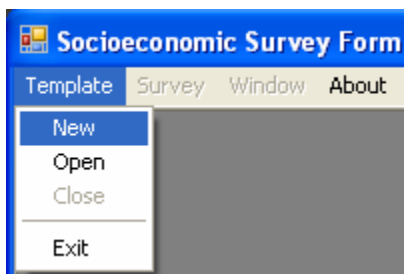 Socioeconomic Survey Form
Template Survey Window About
New
Open
Close
Exit